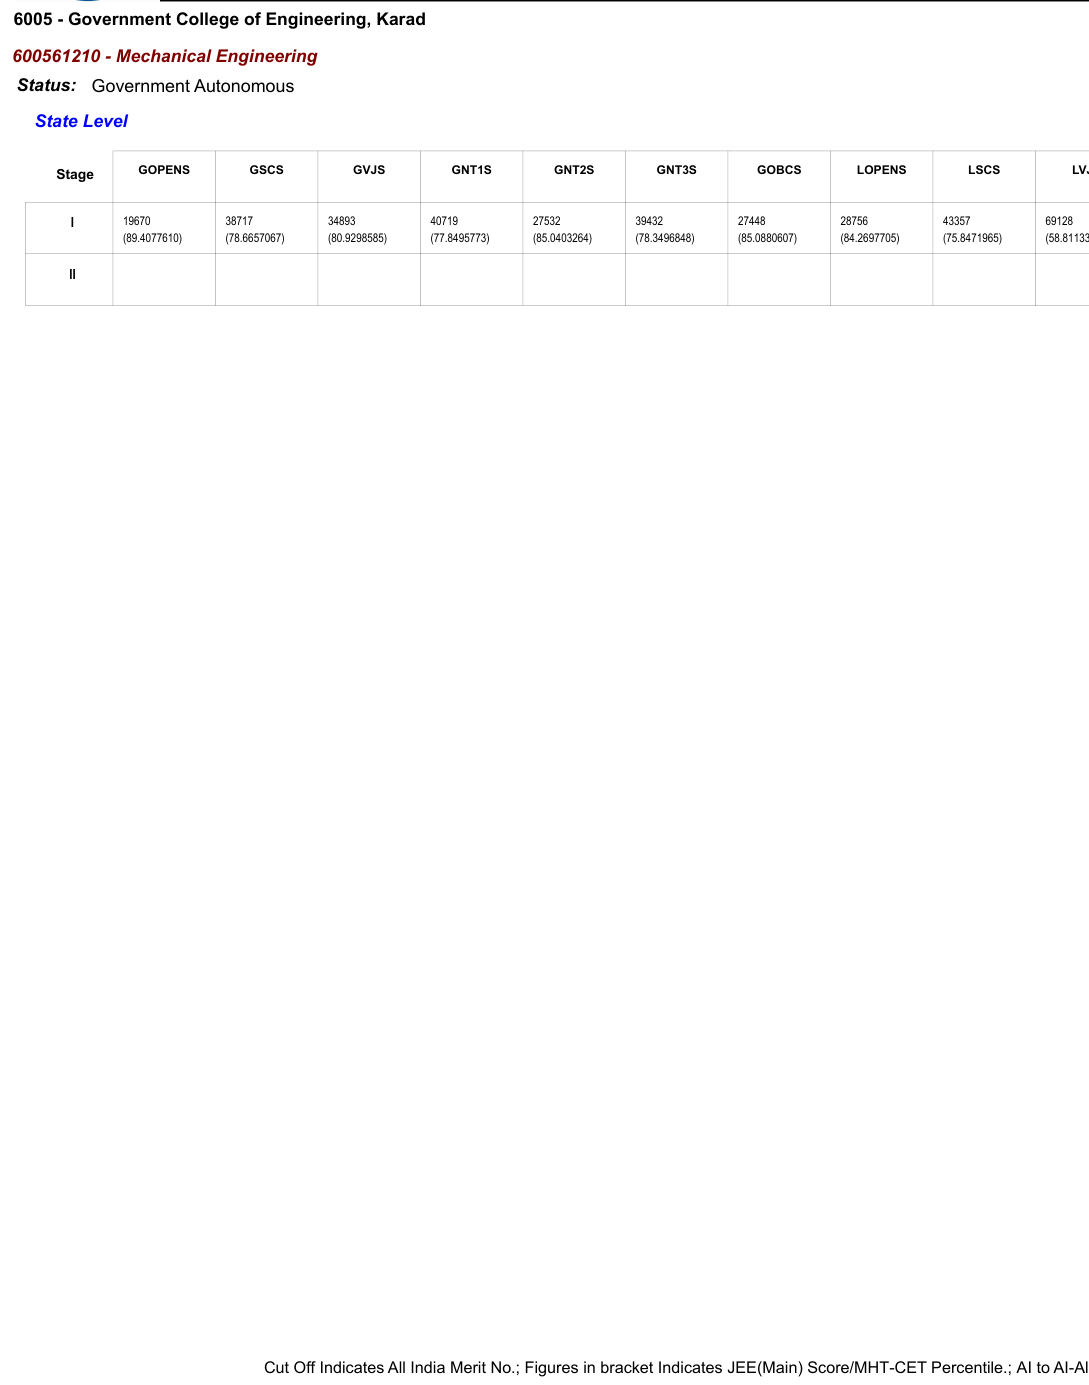 6005 - Government College of Engineering, Karad
600561210 - Mechanical Engineering
Status: Government Autonomous
State Level
Stage GOPENS GSCS GVJS GNT1S GNT2S GNT3S GOBCS LOPENS LSCS
I 19670 38717 34893 40719 27532 39432 27448 28756 43357 69128
(89.4077610) (78.6657067) (80.9298585) (77.8495773) (85.0403264) (78.3496848) (85.0880607) (84.2697705) (75.8471965) (58.81133
II
Cut Off Indicates All India Merit No.; Figures in bracket Indicates JEE(Main) Score/MHT-CET Percentile.; AI to AI-AI